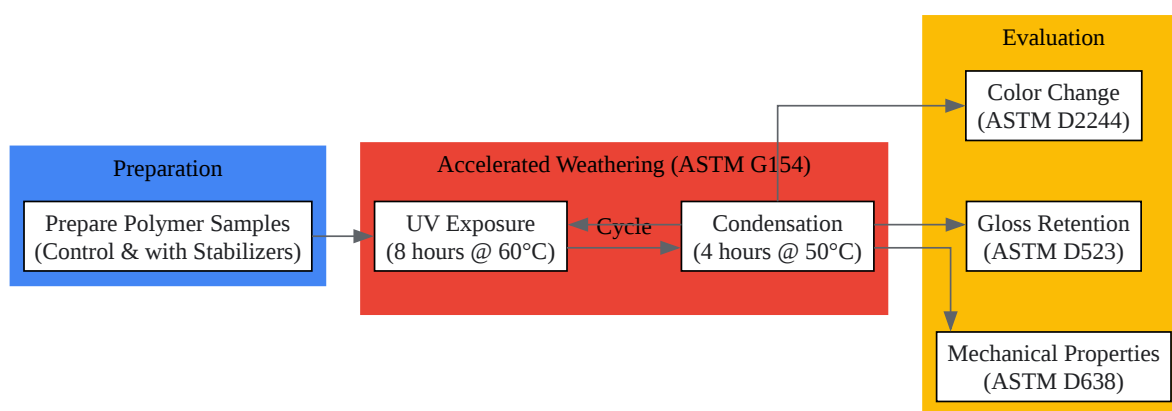 Preparation
Prepare Polymer Samples
(Control & with Stabilizers)
Accelerated Weathering (ASTM G154)
UV Exposure
(8 hours @ 60°C)
Cycle
Condensation
(4 hours @ 50°C)
Evaluation
Color Change
(ASTM D2244)
Gloss Retention
(ASTM D523)
Mechanical Properties
(ASTM D638)